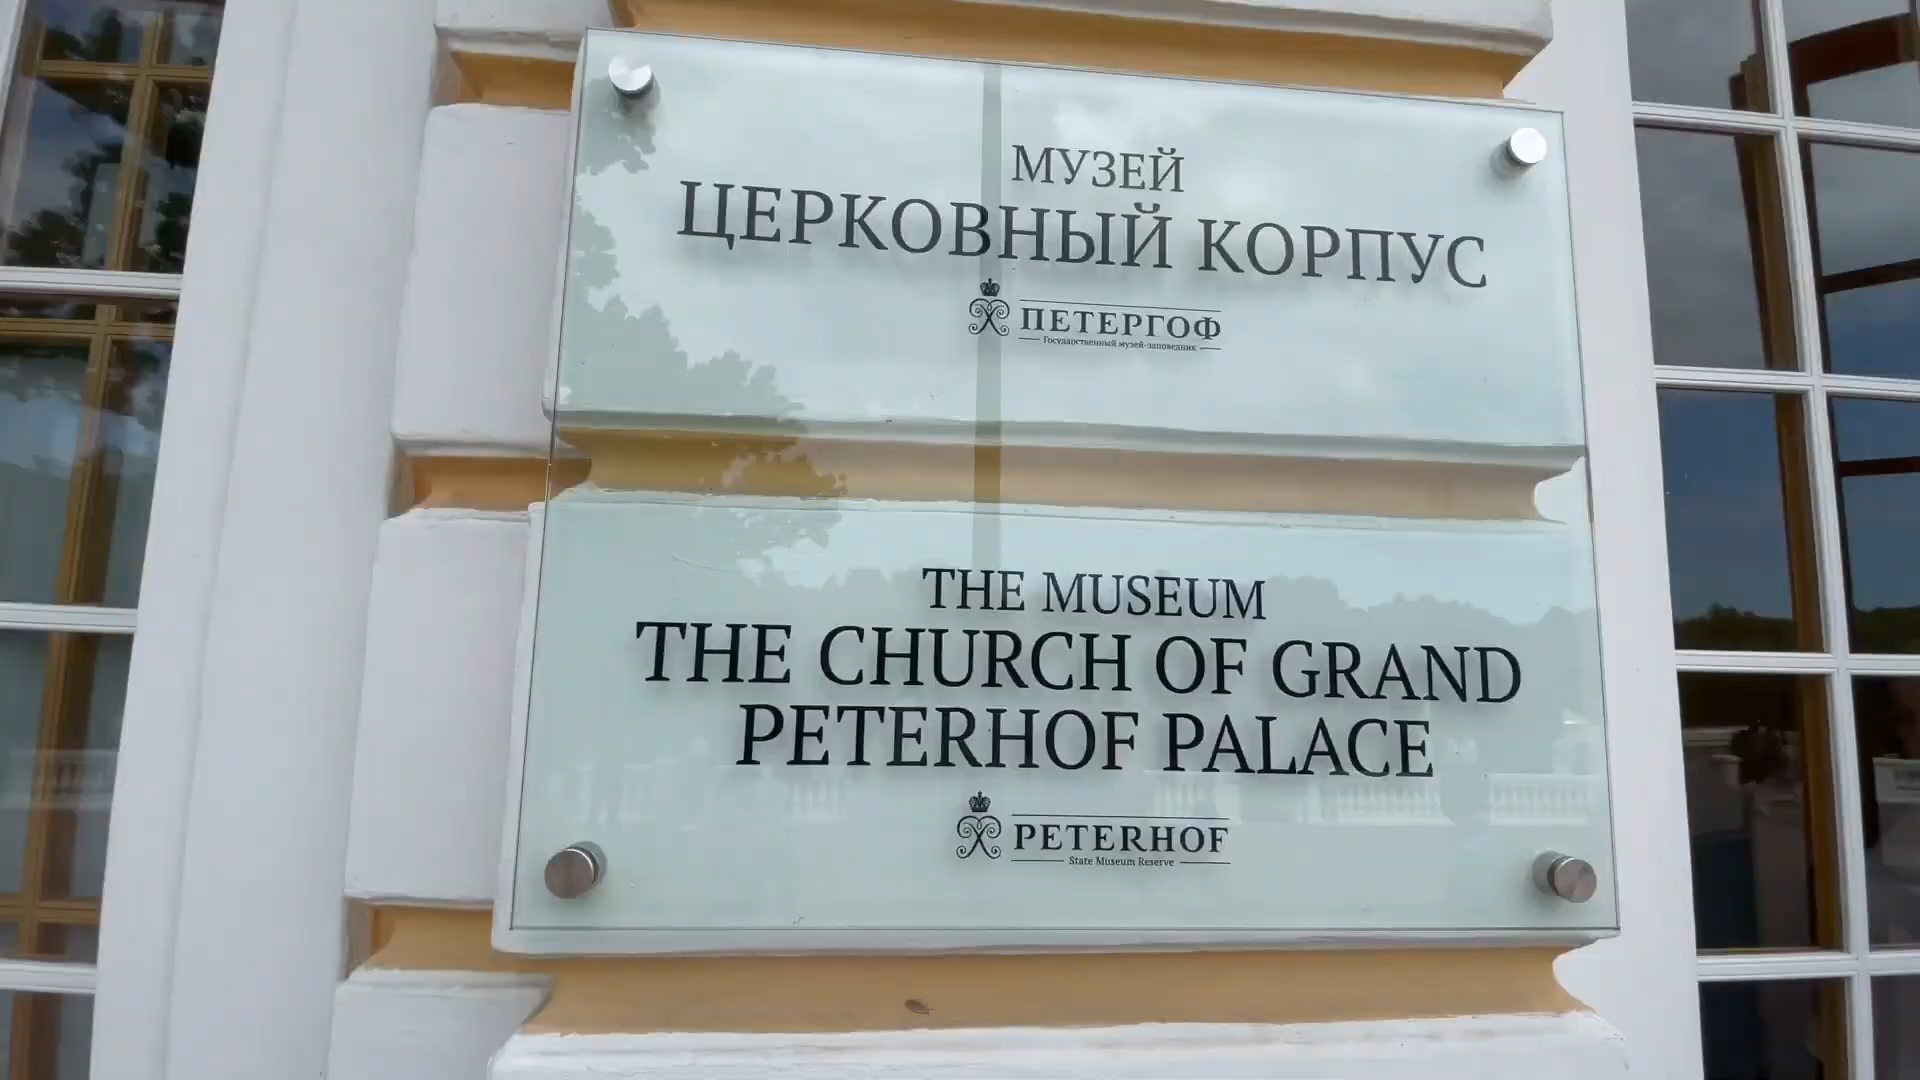 МУЗЕЙ
ЦЕРКОВНЫЙ КОРПУС
ПЕТЕРГОФ
Государственный музей-заповедник
THE MUSEUM
THE CHURCH OF GRAND
PETERHOF PALACE
PETERHOF
State Museum Reserve